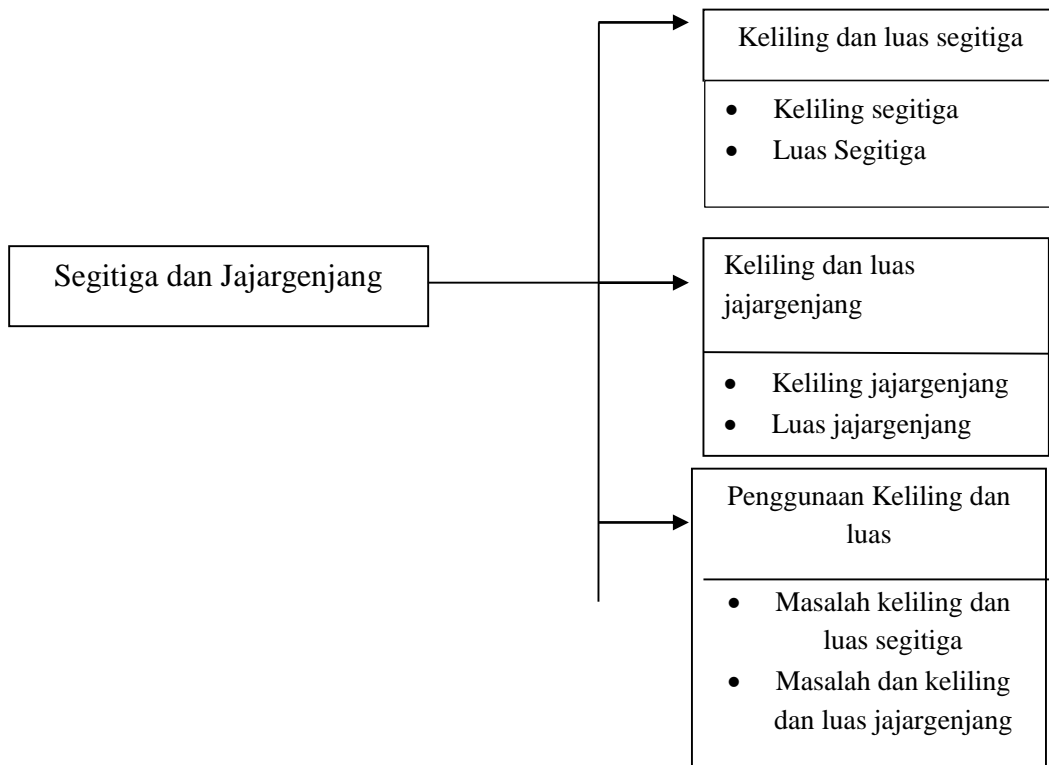 Keliling dan luas segitiga
• Keliling segitiga
• Luas Segitiga
Segitiga dan Jajargenjang
Keliling dan luas
jajargenjang
• Keliling jajargenjang
• Luas jajargenjang
Penggunaan Keliling dan
luas
• Masalah keliling dan
luas segitiga
• Masalah dan keliling
dan luas jajargenjang